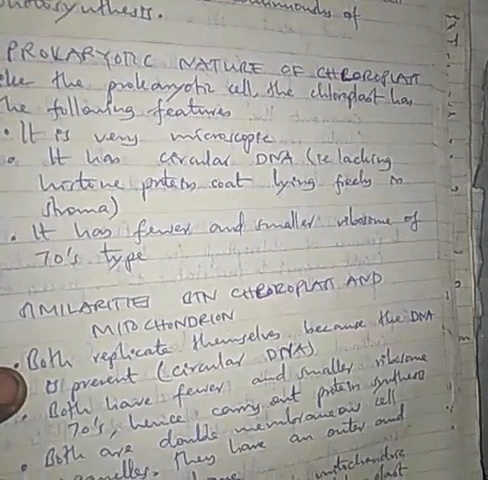 photosynthesis.
of
PROKARYOTIC NATURE OF CHLOROPLAST
like the prokaryotic cell, the chloroplast has
the following features
• It is very microscopic
• It has circular DNA (ie lacking
histone protein coat lying freely in
stroma)
• It has fewer and smaller ribosome of
70's type
SIMILARITIES BTN CHLOROPLAST AND
MITOCHONDRION
• Both replicate themselves because the DNA
is present (circular DNA)
• Both have fewer and smaller ribosome
70's, hence carry out protein synthesis
• Both are double membraneous cell
They have an outer and
mitochondria